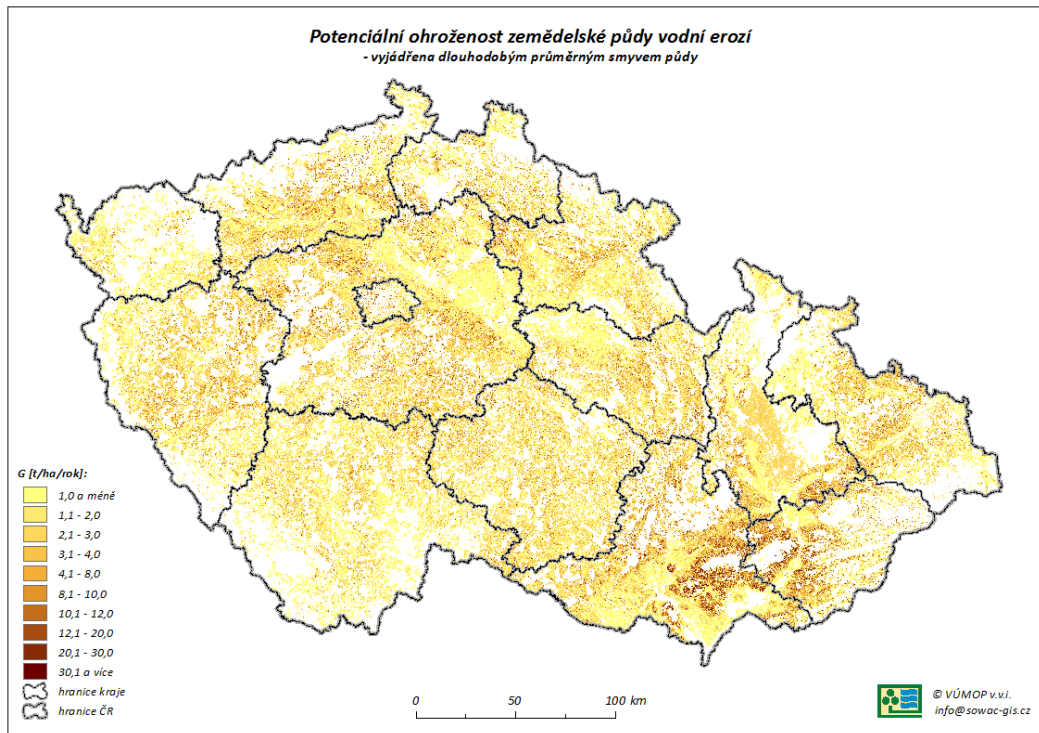 Potenciální ohroženost zemědelské půdy vodní erozí
- vyjádřena dlouhodobým průměrným smyvem půdy
G [t/ha/rok]:
1,0 a méně
1,1 - 2,0
2,1 - 3,0
3,1 - 4,0
4,1 - 8,0
8,1 - 10,0
10,1 - 12,0
12,1 - 20,0
20,1 - 30,0
30,1 a více
hranice kraje
hranice ČR
0 50 100 km
© VÚMOP v.v.i.
info@sowac-gis.cz